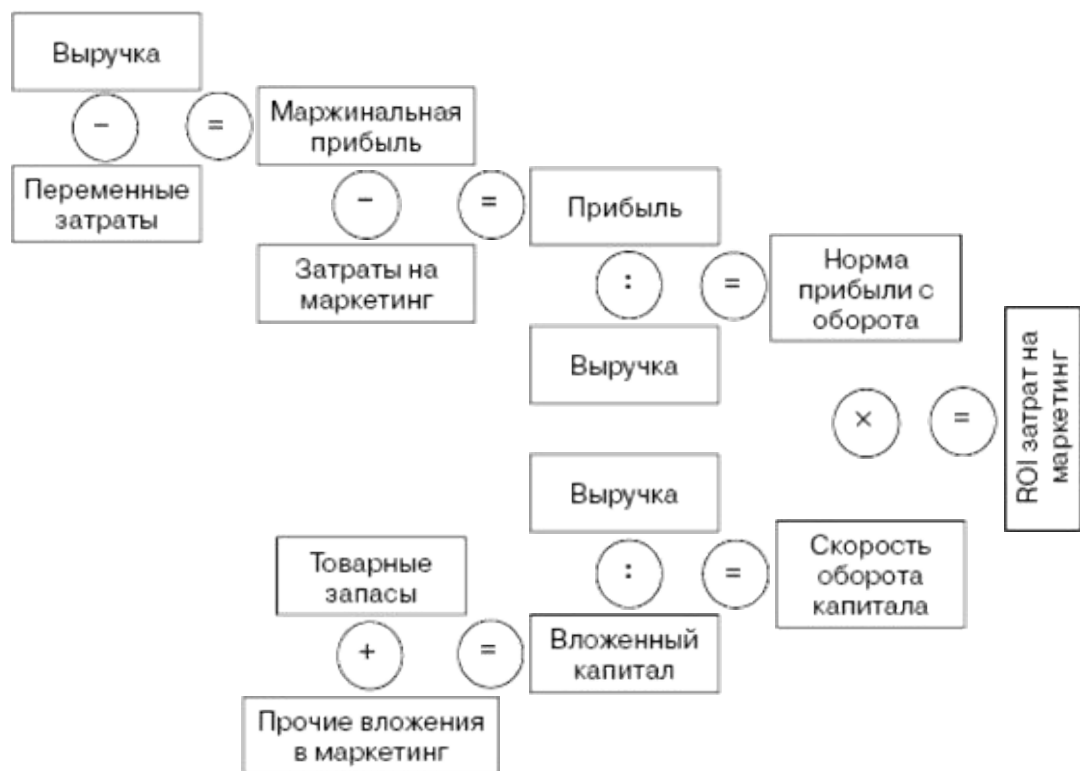 Выручка
−
=
Маржинальная
прибыль
Переменные
затраты
−
=
Прибыль
Затраты на
маркетинг
:
=
Норма
прибыли с
оборота
Выручка
×
=
ROI затрат на
маркетинг
Выручка
Товарные
запасы
:
=
Скорость
оборота
капитала
+
=
Вложенный
капитал
Прочие вложения
в маркетинг